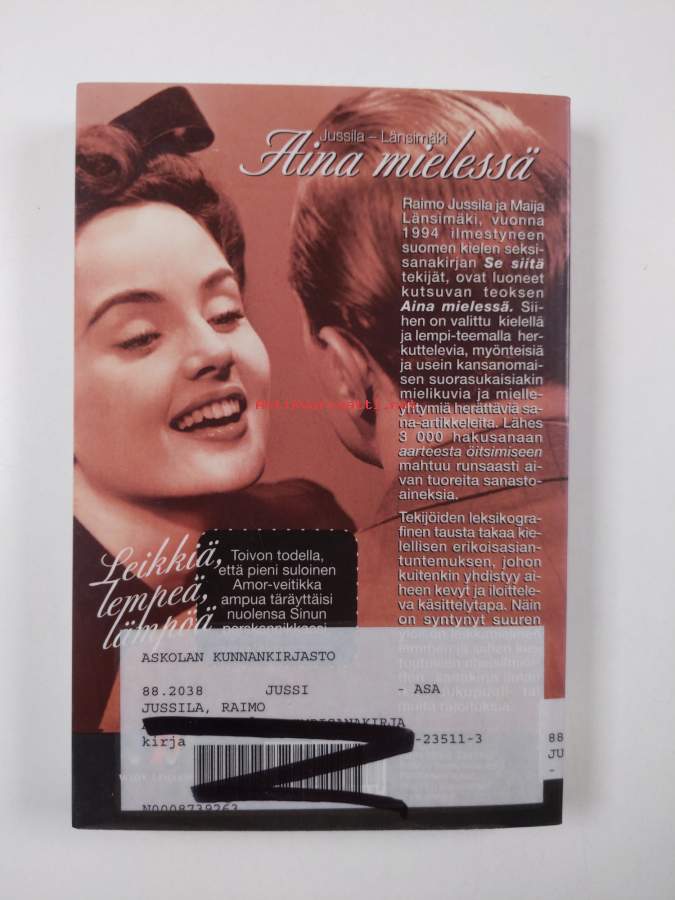 Jussila – Länsimäki
Aina mielessä
Raimo Jussila ja Maija
Länsimäki, vuonna
1994 ilmestyneen
suomen kielen seksi-
sanakirjan Se siitä
tekijät, ovat luoneet
kutsuvan teoksen
Aina mielessä. Sii-
hen on valittu kielellä
ja lempi-teemalla her-
kuttelevia, myönteisiä
ja usein kansanomai-
sen suorasukaisiakin
mielikuvia ja mielle-
yhtymiä herättäviä sa-
na-artikkeleita. Lähes
3 000 hakusanaan
aarteesta öitsimiseen
mahtuu runsaasti ai-
van tuoreita sanasto-
aineksia.
Tekijöiden leksikogra-
finen tausta takaa kie-
lellisen erikoisasian-
tuntemuksen, johon
kuitenkin yhdistyy ai-
heen kevyt ja iloittele-
va käsittelytapa. Näin
on syntynyt suuren
Leikkiä,
lempeä,
lämpöä
Toivon todella,
että pieni suloinen
Amor-veitikka
ampua täräyttäisi
nuolensa Sinun
ASKOLAN KUNNANKIRJASTO
88.2038 JUSSI - ASA
JUSSILA, RAIMO
kirja -23511-3
N0008739263
88
JU
-